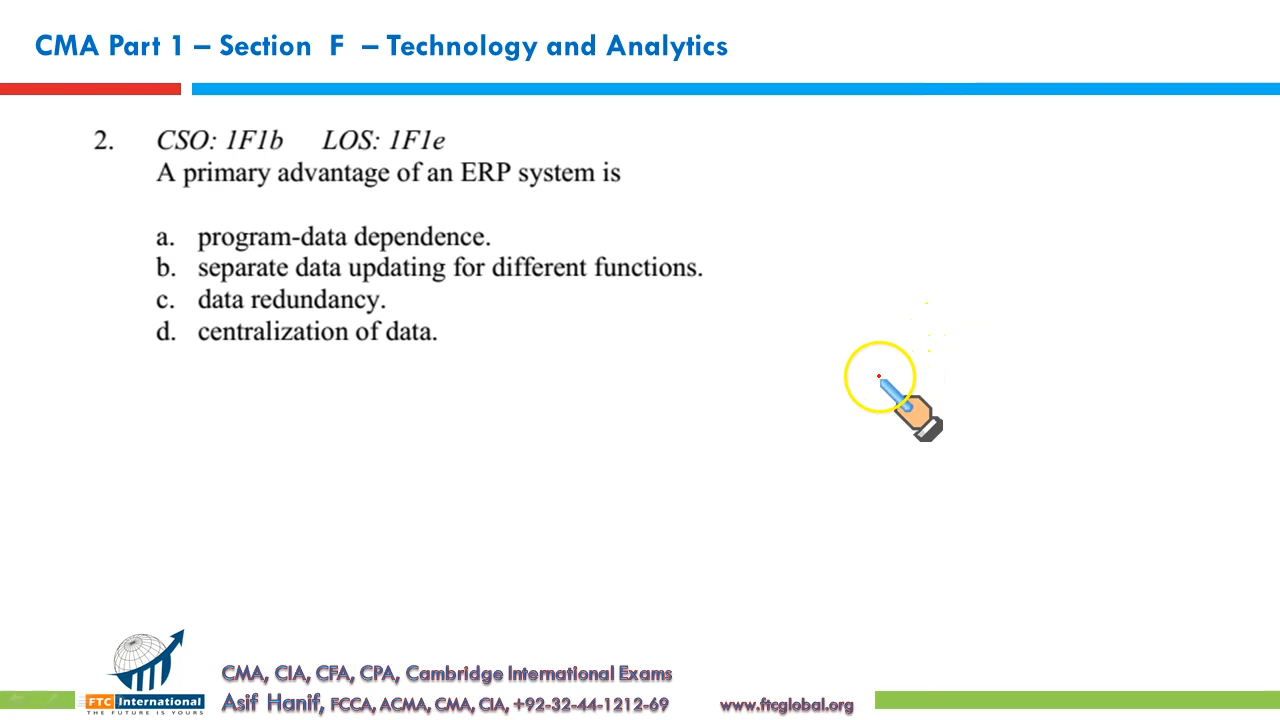 CMA Part 1 – Section F – Technology and Analytics
2. CSO: 1F1b LOS: 1F1e
A primary advantage of an ERP system is
a. program-data dependence.
b. separate data updating for different functions.
c. data redundancy.
d. centralization of data.
CMA, CIA, CFA, CPA, Cambridge International Exams
FTC International
Asif Hanif, FCCA, ACMA, CMA, CIA, +92-32-44-1212-69 www.ftcglobal.org
THE FUTURE IS YOURS